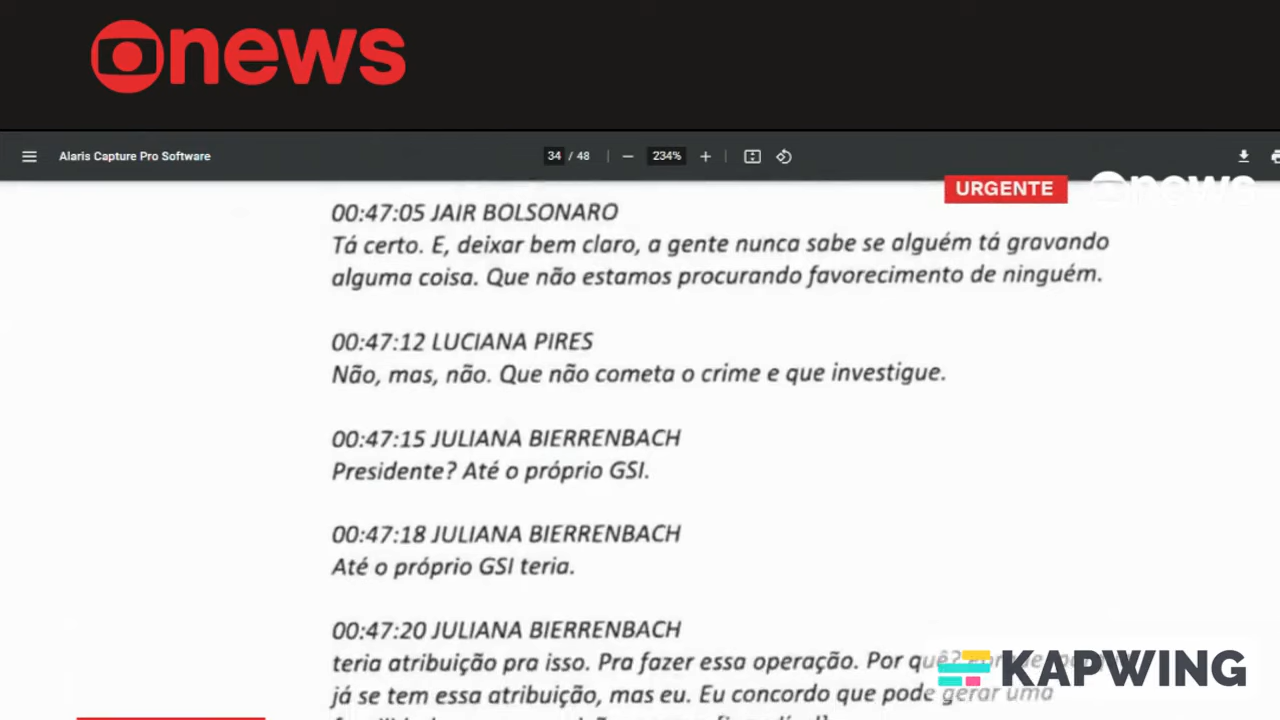 news
Alaris Capture Pro Software
34 / 48
234%
URGENTE
news
00:47:05 JAIR BOLSONARO
Tá certo. E, deixar bem claro, a gente nunca sabe se alguém tá gravando
alguma coisa. Que não estamos procurando favorecimento de ninguém.
00:47:12 LUCIANA PIRES
Não, mas, não. Que não cometa o crime e que investigue.
00:47:15 JULIANA BIERRENBACH
Presidente? Até o próprio GSI.
00:47:18 JULIANA BIERRENBACH
Até o próprio GSI teria.
00:47:20 JULIANA BIERRENBACH
teria atribuição pra isso. Pra fazer essa operação. Por quê?
já se tem essa atribuição, mas eu. Eu concordo que pode gerar uma
KAPWING